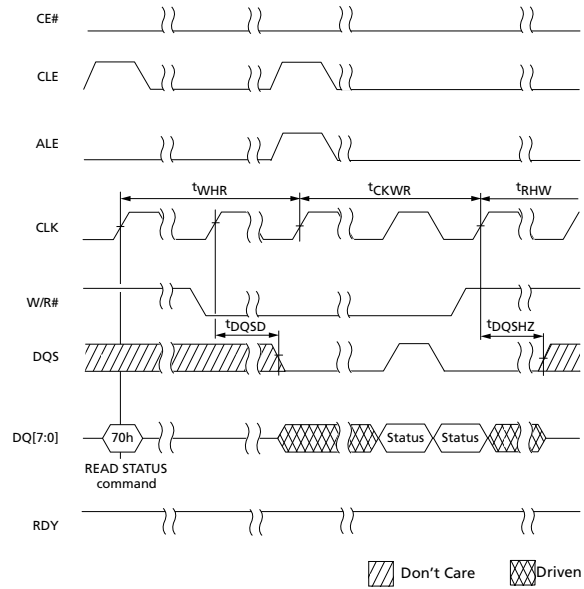 CE#
CLE
ALE
tWHR tCKWR tRHW
CLK
W/R#
tDQSD tDQSHZ
DQS
DQ[7:0] 70h Status Status
READ STATUS
command
RDY
Don't Care Driven